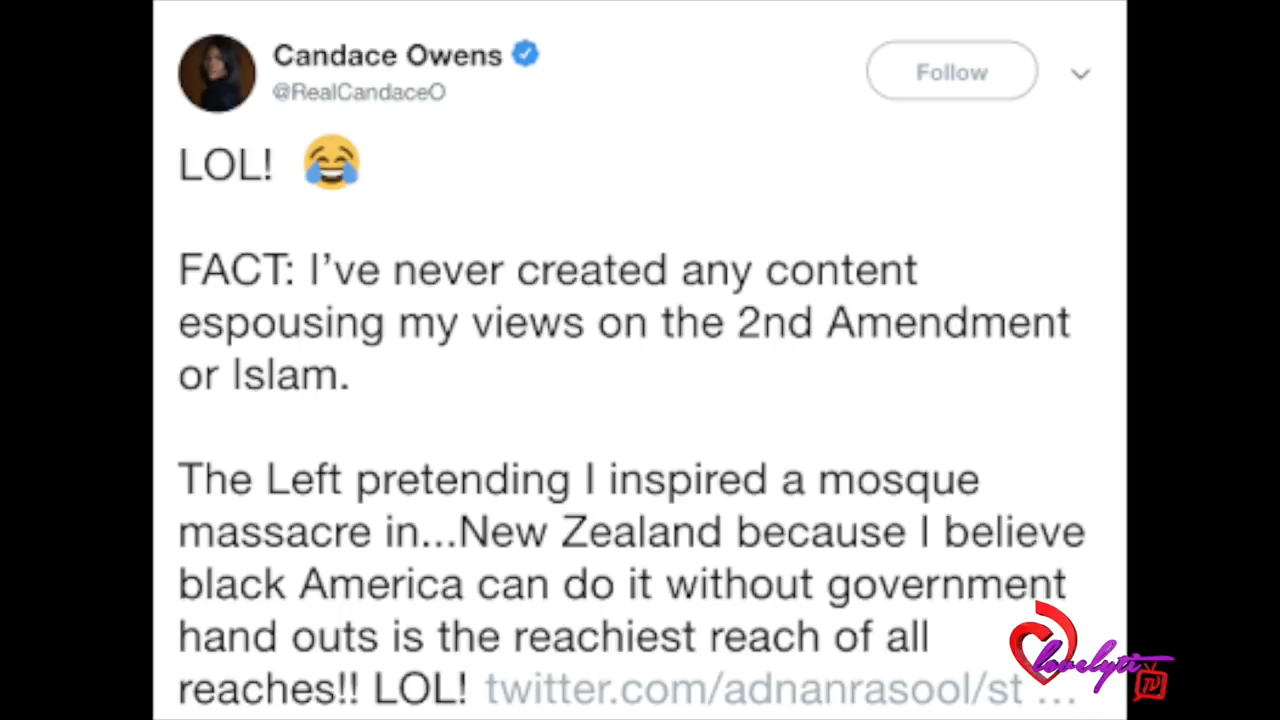 Candace Owens
@RealCandaceO
Follow
LOL! 😂
FACT: I've never created any content
espousing my views on the 2nd Amendment
or Islam.
The Left pretending I inspired a mosque
massacre in...New Zealand because I believe
black America can do it without government
hand outs is the reachiest reach of all
reaches!! LOL! twitter.com/adnanrasool/st ...
lovelyti
TV